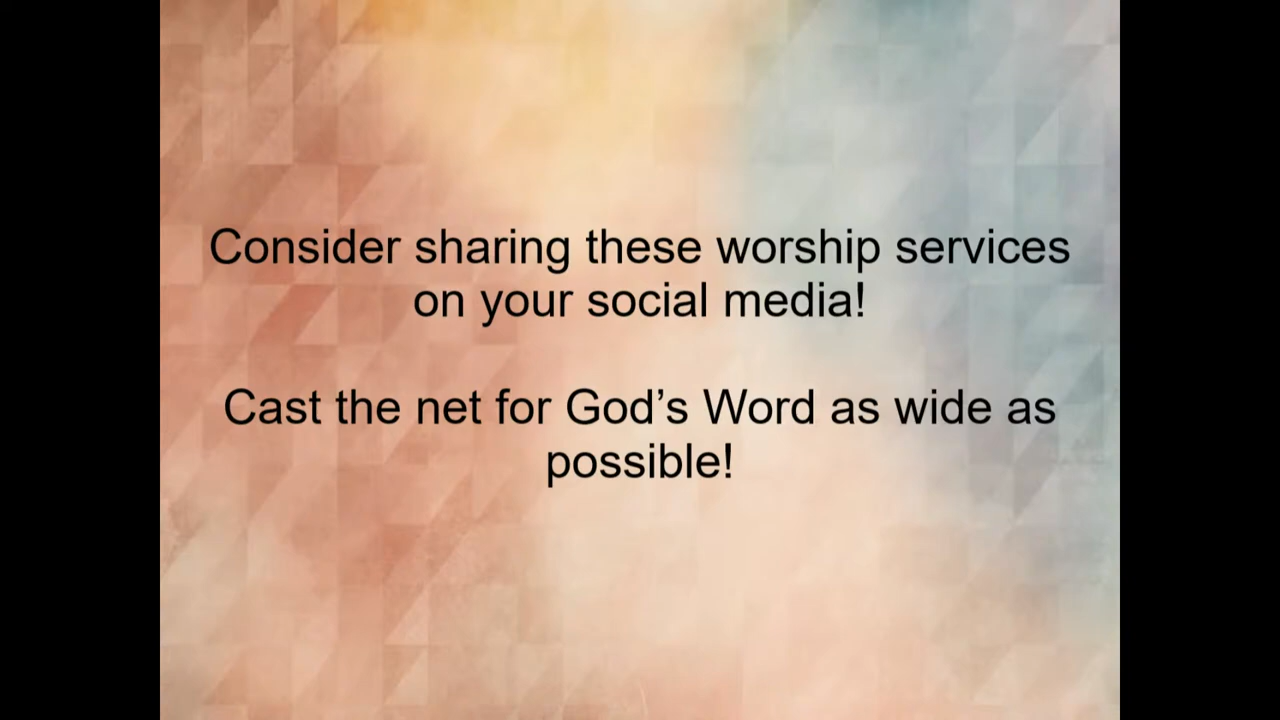 Consider sharing these worship services
on your social media!
Cast the net for God’s Word as wide as
possible!